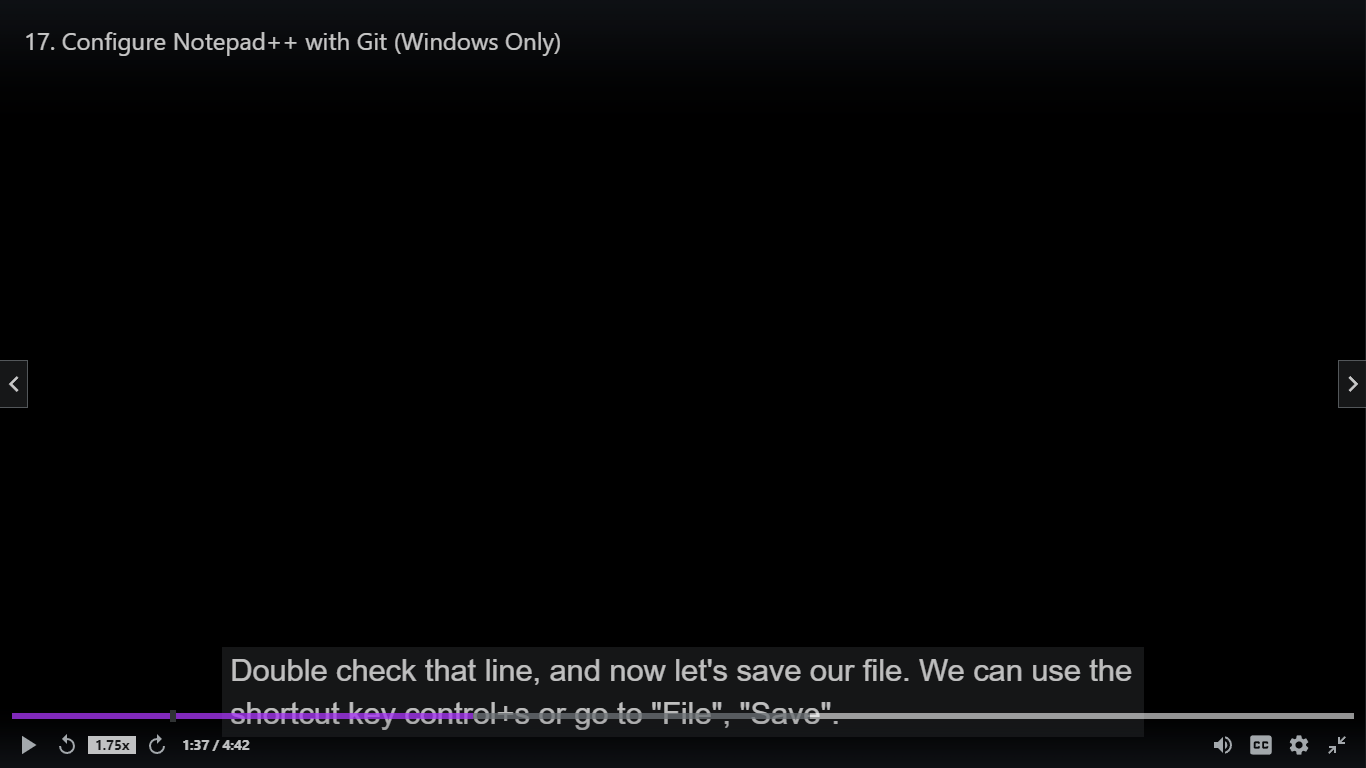 17. Configure Notepad++ with Git (Windows Only)
Double check that line, and now let's save our file. We can use the
shortcut key control+s or go to "File", "Save".
1.75x
1:37 / 4:42
CC